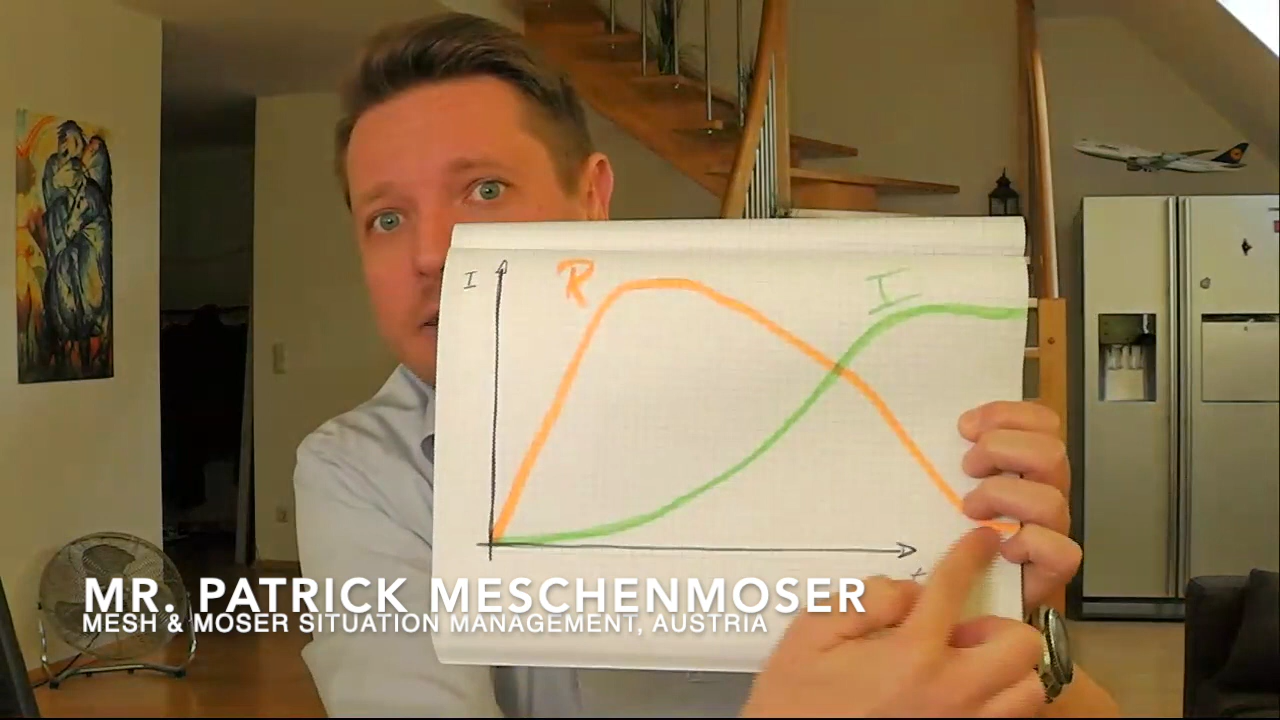 I
R
I
t
MR. PATRICK MESCHENMOSER
MESH & MOSER SITUATION MANAGEMENT, AUSTRIA